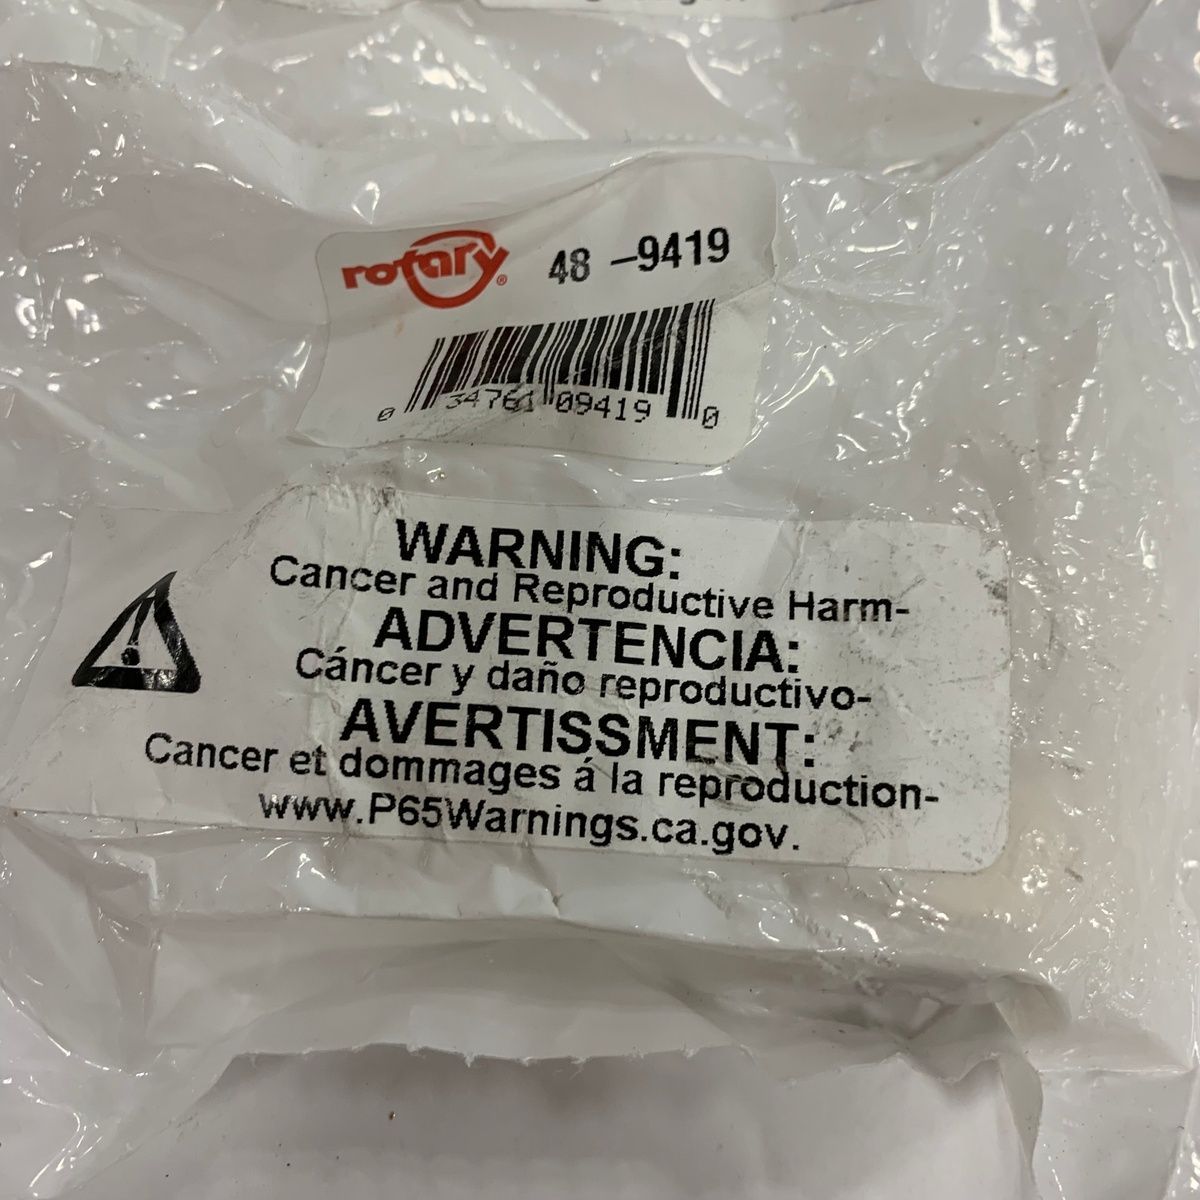 rotary® 48 –9419
0 34761 09419 0
WARNING:
Cancer and Reproductive Harm-
ADVERTENCIA:
Cáncer y daño reproductivo-
AVERTISSMENT:
Cancer et dommages á la reproduction-
www.P65Warnings.ca.gov.